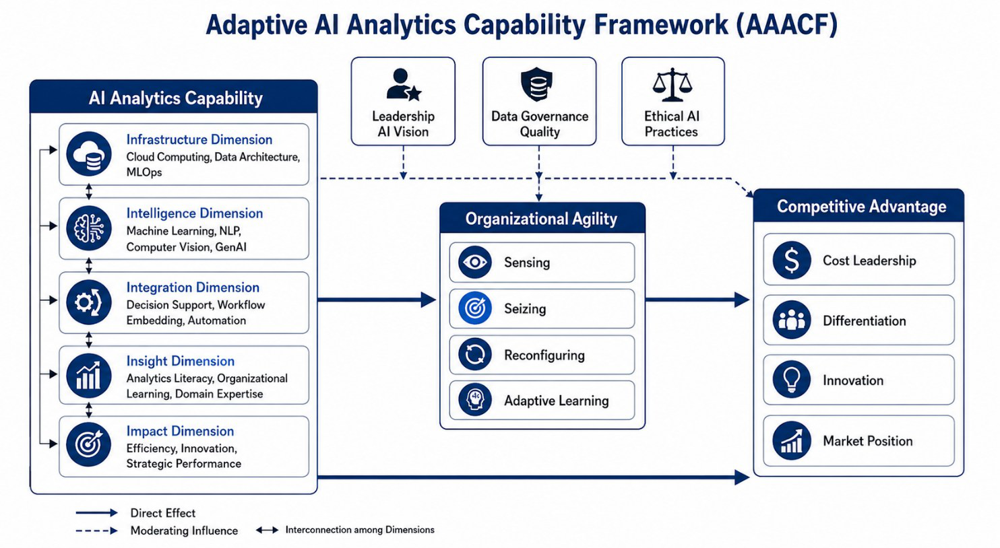 Adaptive AI Analytics Capability Framework (AAACF)
AI Analytics Capability
Infrastructure Dimension
Cloud Computing, Data Architecture,
MLOps
Intelligence Dimension
Machine Learning, NLP,
Computer Vision, GenAI
Integration Dimension
Decision Support, Workflow
Embedding, Automation
Insight Dimension
Analytics Literacy, Organizational
Learning, Domain Expertise
Impact Dimension
Efficiency, Innovation,
Strategic Performance
Leadership
AI Vision
Data Governance
Quality
Ethical AI
Practices
Organizational Agility
Sensing
Seizing
Reconfiguring
Adaptive Learning
Competitive Advantage
$
Cost Leadership
Differentiation
Innovation
Market Position
Direct Effect
Moderating Influence
Interconnection among Dimensions